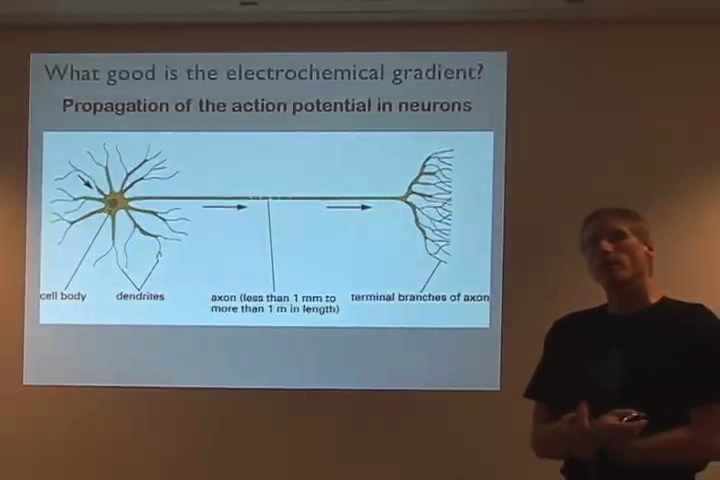 What good is the electrochemical gradient?
Propagation of the action potential in neurons
cell body
dendrites
axon (less than 1 mm to
more than 1 m in length)
terminal branches of axon